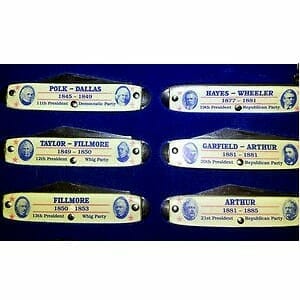 POLK – DALLAS
1845 – 1849
11th President Democratic Party
TAYLOR – FILLMORE
1849 – 1850
12th President Whig Party
FILLMORE
1850 – 1853
13th President Whig Party
HAYES – WHEELER
1877 – 1881
19th President Republican Party
GARFIELD – ARTHUR
1881 – 1881
20th President Republican Party
ARTHUR
1881 – 1885
21st President Republican Party